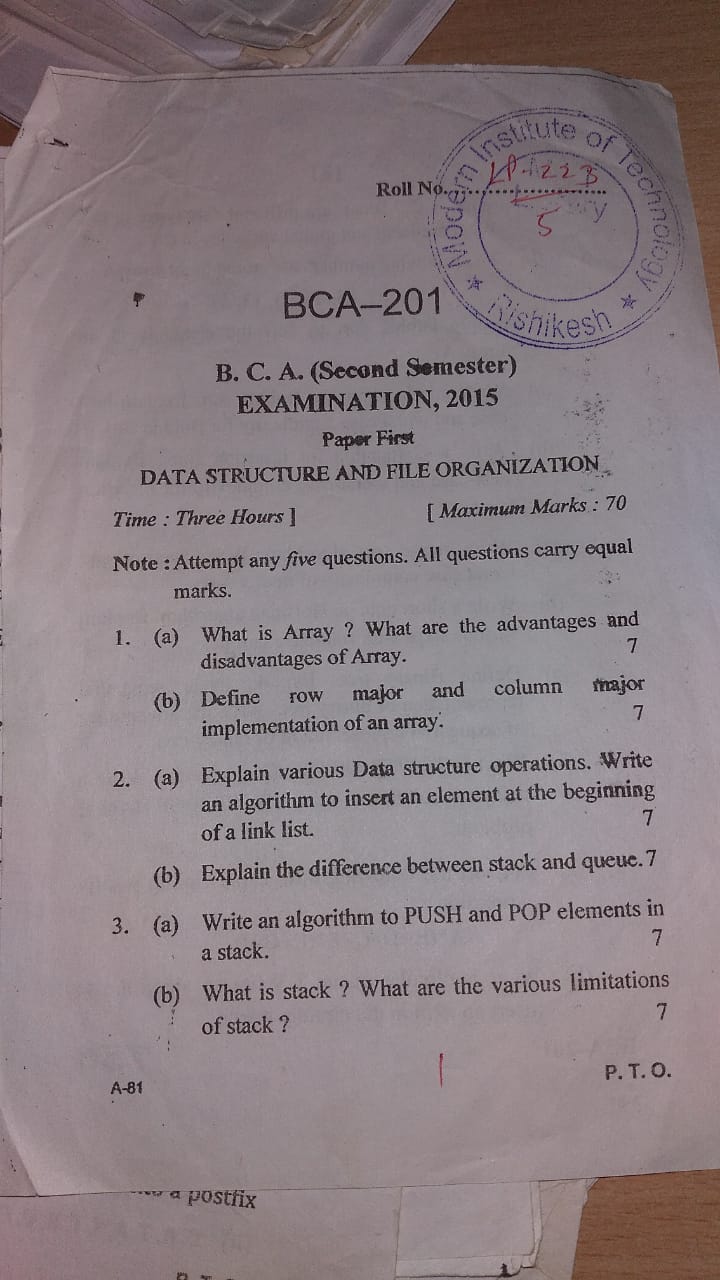 Modern Institute of Technology
Rishikesh
Roll No.
5
BCA–201
B. C. A. (Second Semester)
EXAMINATION, 2015
Paper First
DATA STRUCTURE AND FILE ORGANIZATION
Time : Three Hours ]   [ Maximum Marks : 70
Note : Attempt any five questions. All questions carry equal
marks.
1. (a) What is Array ? What are the advantages and
disadvantages of Array. 7
(b) Define row major and column major
implementation of an array. 7
2. (a) Explain various Data structure operations. Write
an algorithm to insert an element at the beginning
of a link list. 7
(b) Explain the difference between stack and queue. 7
3. (a) Write an algorithm to PUSH and POP elements in
a stack. 7
(b) What is stack ? What are the various limitations
of stack ? 7
A-81   P. T. O.
a postfix